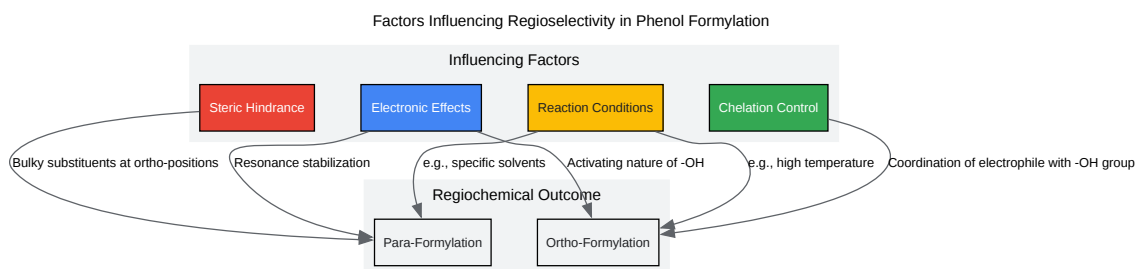 Factors Influencing Regioselectivity in Phenol Formylation
Influencing Factors
Steric Hindrance
Electronic Effects
Reaction Conditions
Chelation Control
Bulky substituents at ortho-positions
Resonance stabilization
e.g., specific solvents
Activating nature of -OH
e.g., high temperature
Coordination of electrophile with -OH group
Regiochemical Outcome
Para-Formylation
Ortho-Formylation